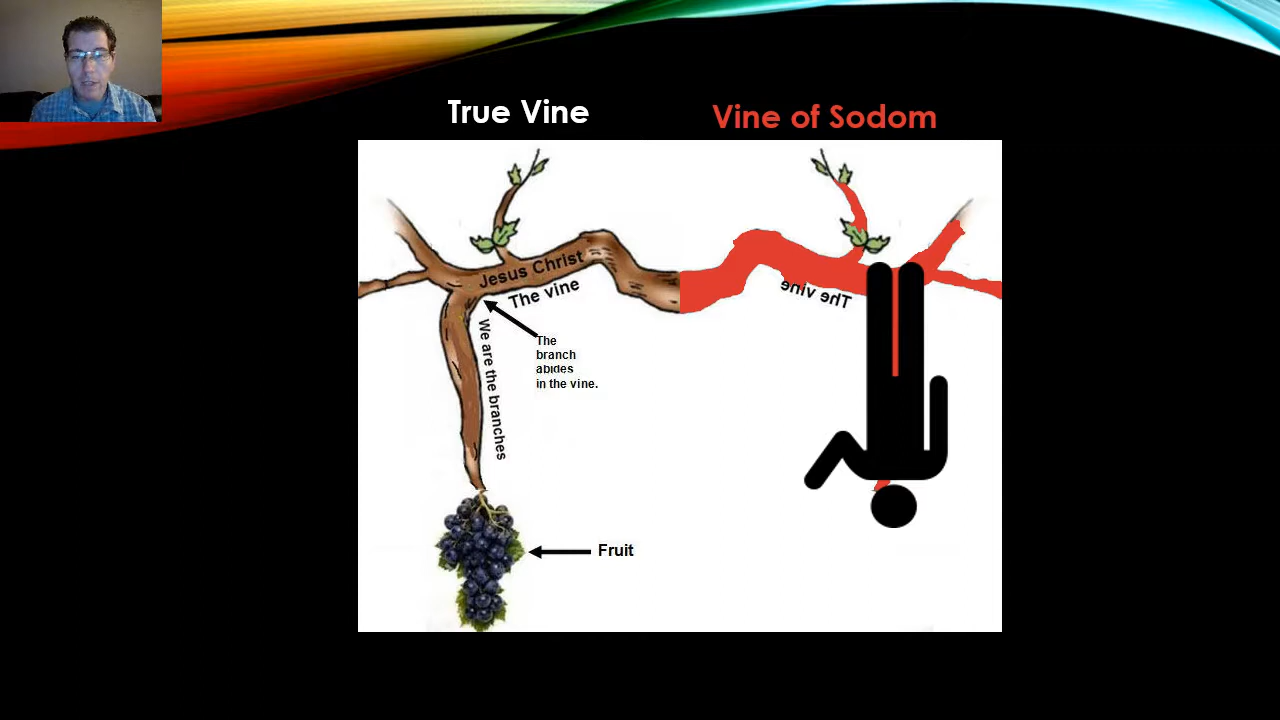 True Vine
Vine of Sodom
Jesus Christ
The vine
The vine
The
branch
abides
in the vine.
We are the branches
Fruit